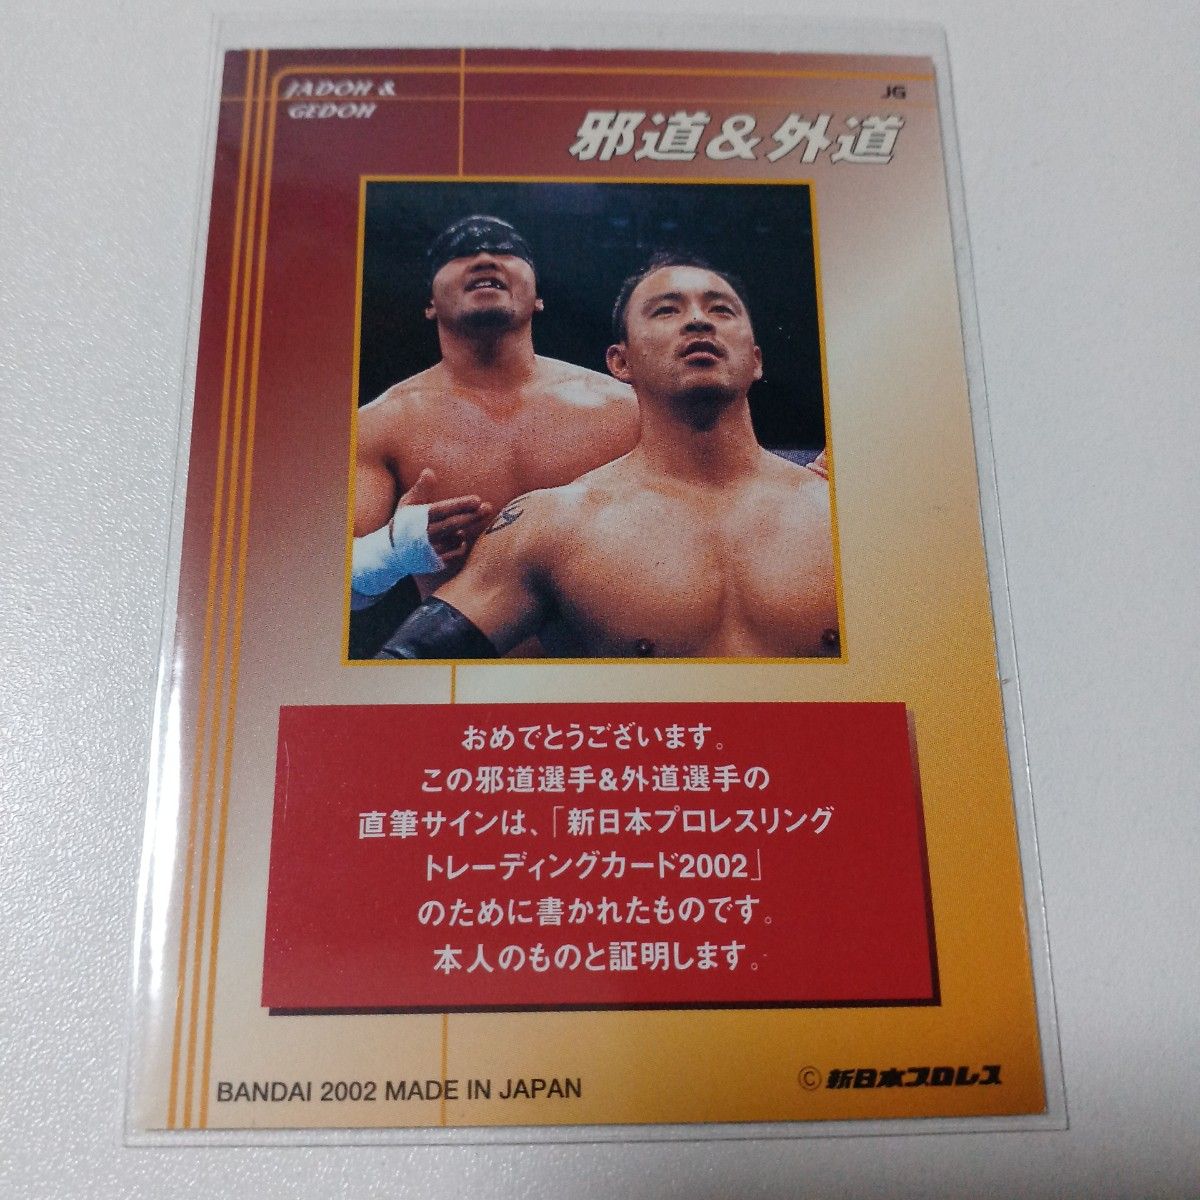 JADOH &
GEDOH
JG
邪道&外道
おめでとうございます。
この邪道選手&外道選手の
直筆サインは、「新日本プロレスリング
トレーディングカード2002」
のために書かれたものです。
本人のものと証明します。
BANDAI 2002 MADE IN JAPAN
©新日本プロレス